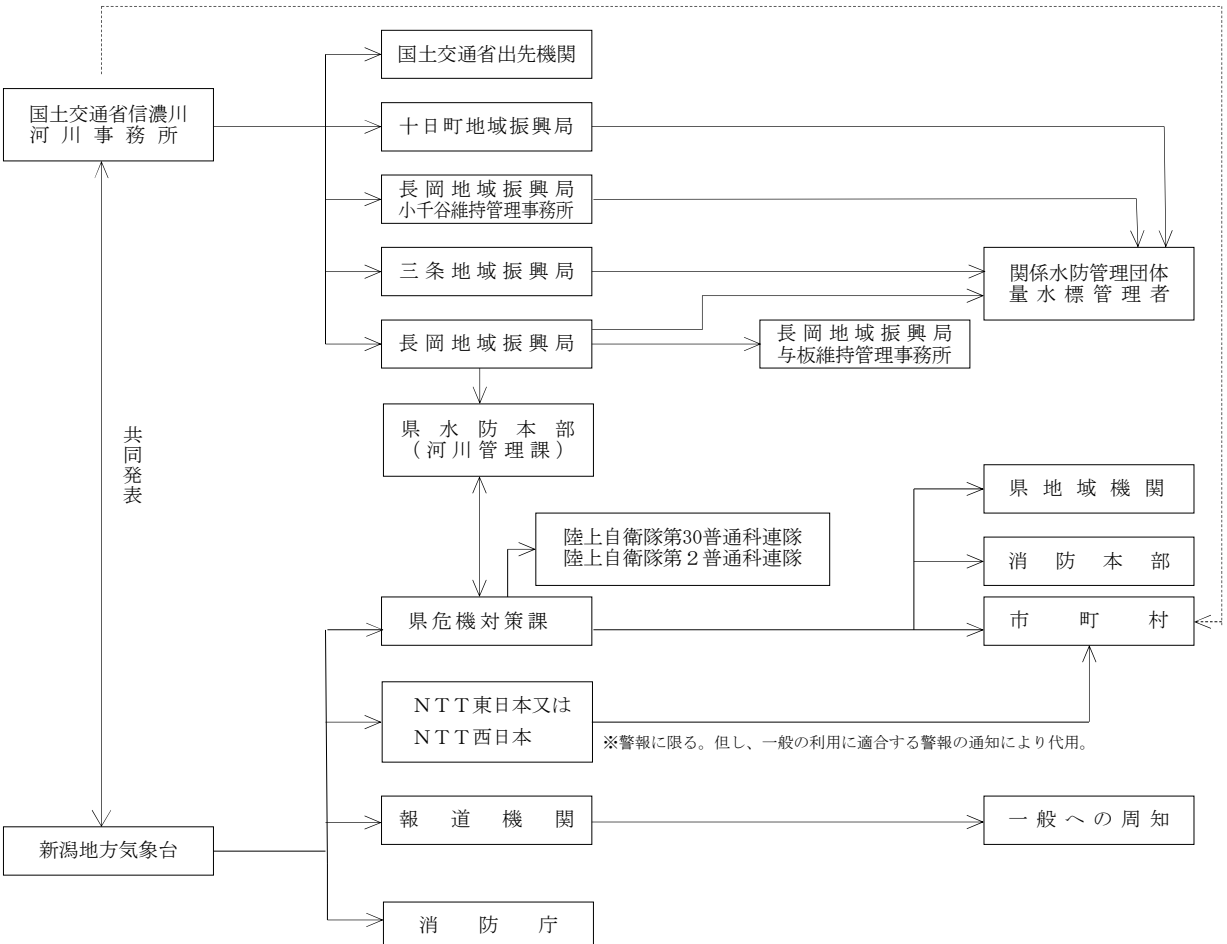 国土交通省出先機関
国土交通省信濃川
河川事務所
十日町地域振興局
長岡地域振興局
小千谷維持管理事務所
三条地域振興局
関係水防管理団体
量水標管理者
長岡地域振興局
長岡地域振興局
与板維持管理事務所
県水防本部
（河川管理課）
共同発表
県地域機関
陸上自衛隊第30普通科連隊
陸上自衛隊第２普通科連隊
消防本部
県危機対策課
市町村
ＮＴＴ東日本又は
ＮＴＴ西日本
※警報に限る。但し、一般の利用に適合する警報の通知により代用。
報道機関
一般への周知
新潟地方気象台
消防庁